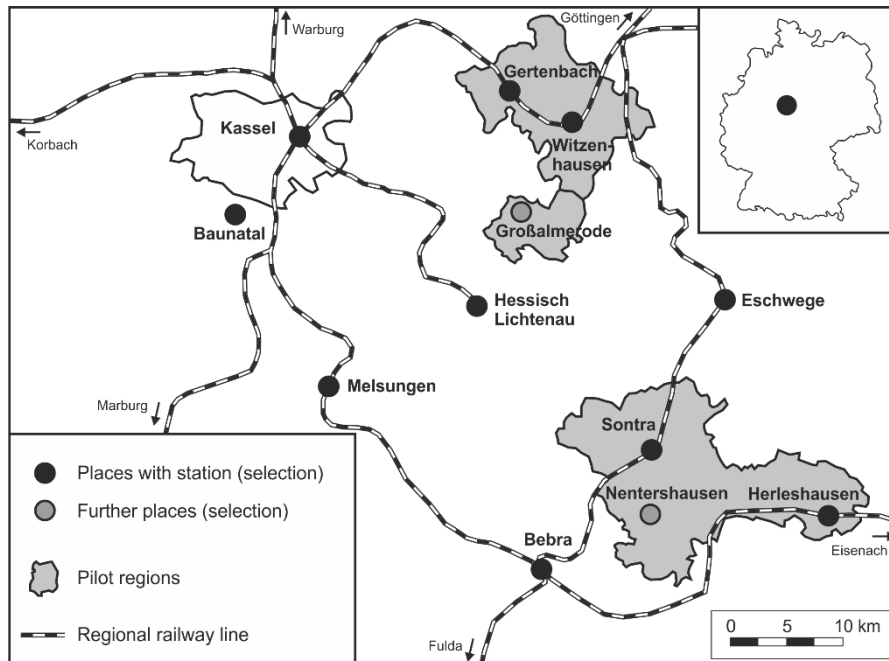 Warburg
Göttingen
Gertenbach
Kassel
Korbach
Witzen-
hausen
Baunatal
Großalmerode
Hessisch
Lichtenau
Eschwege
Melsungen
Marburg
Sontra
Places with station (selection)
Further places (selection)
Nentershausen
Herleshausen
Bebra
Eisenach
Pilot regions
Regional railway line
Fulda
0 5 10 km